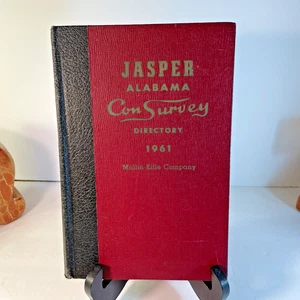 JASPER
ALABAMA
ConSurvey
DIRECTORY
1961
Mullin Kille Company